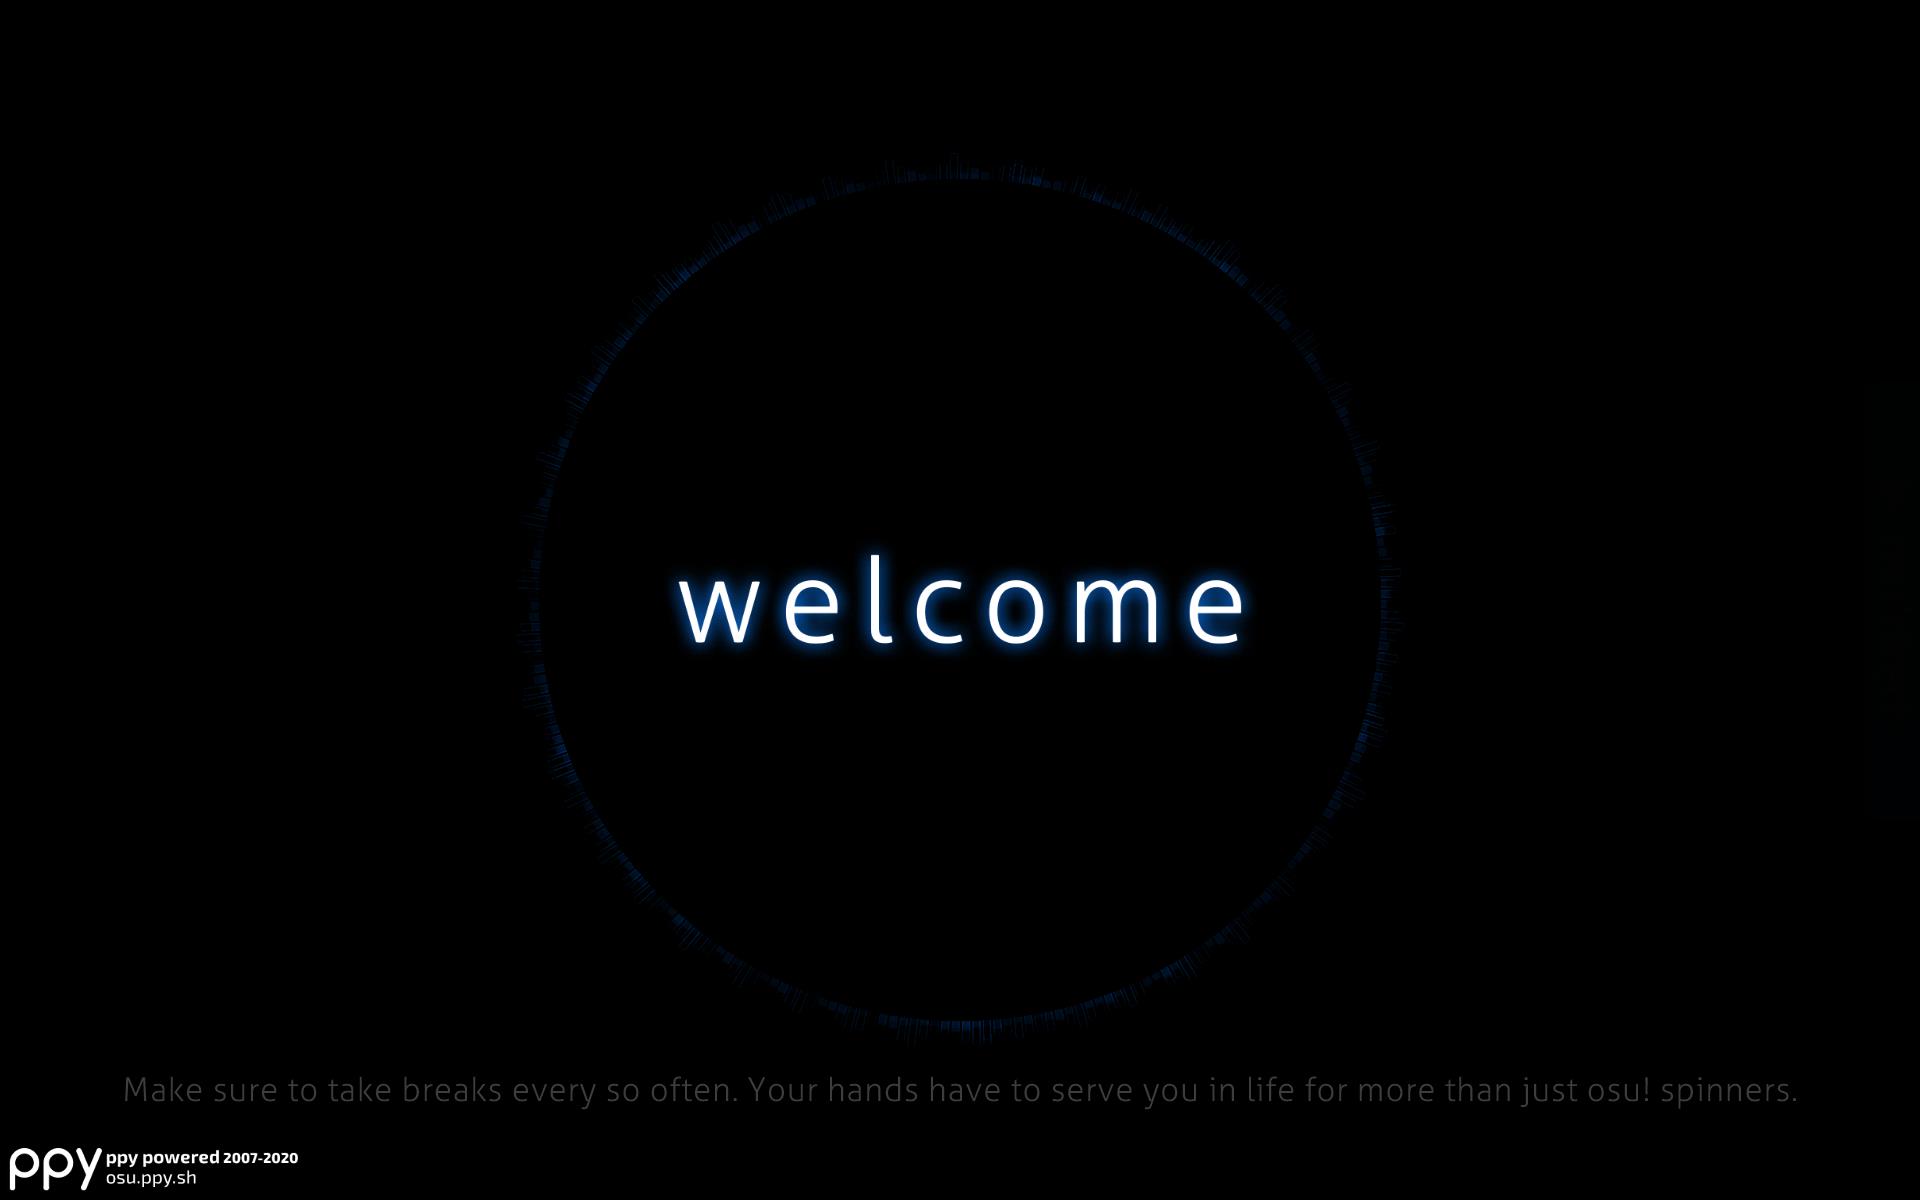 welcome
Make sure to take breaks every so often. Your hands have to serve you in life for more than just osu! spinners.
ppy
ppy powered 2007-2020
osu.ppy.sh